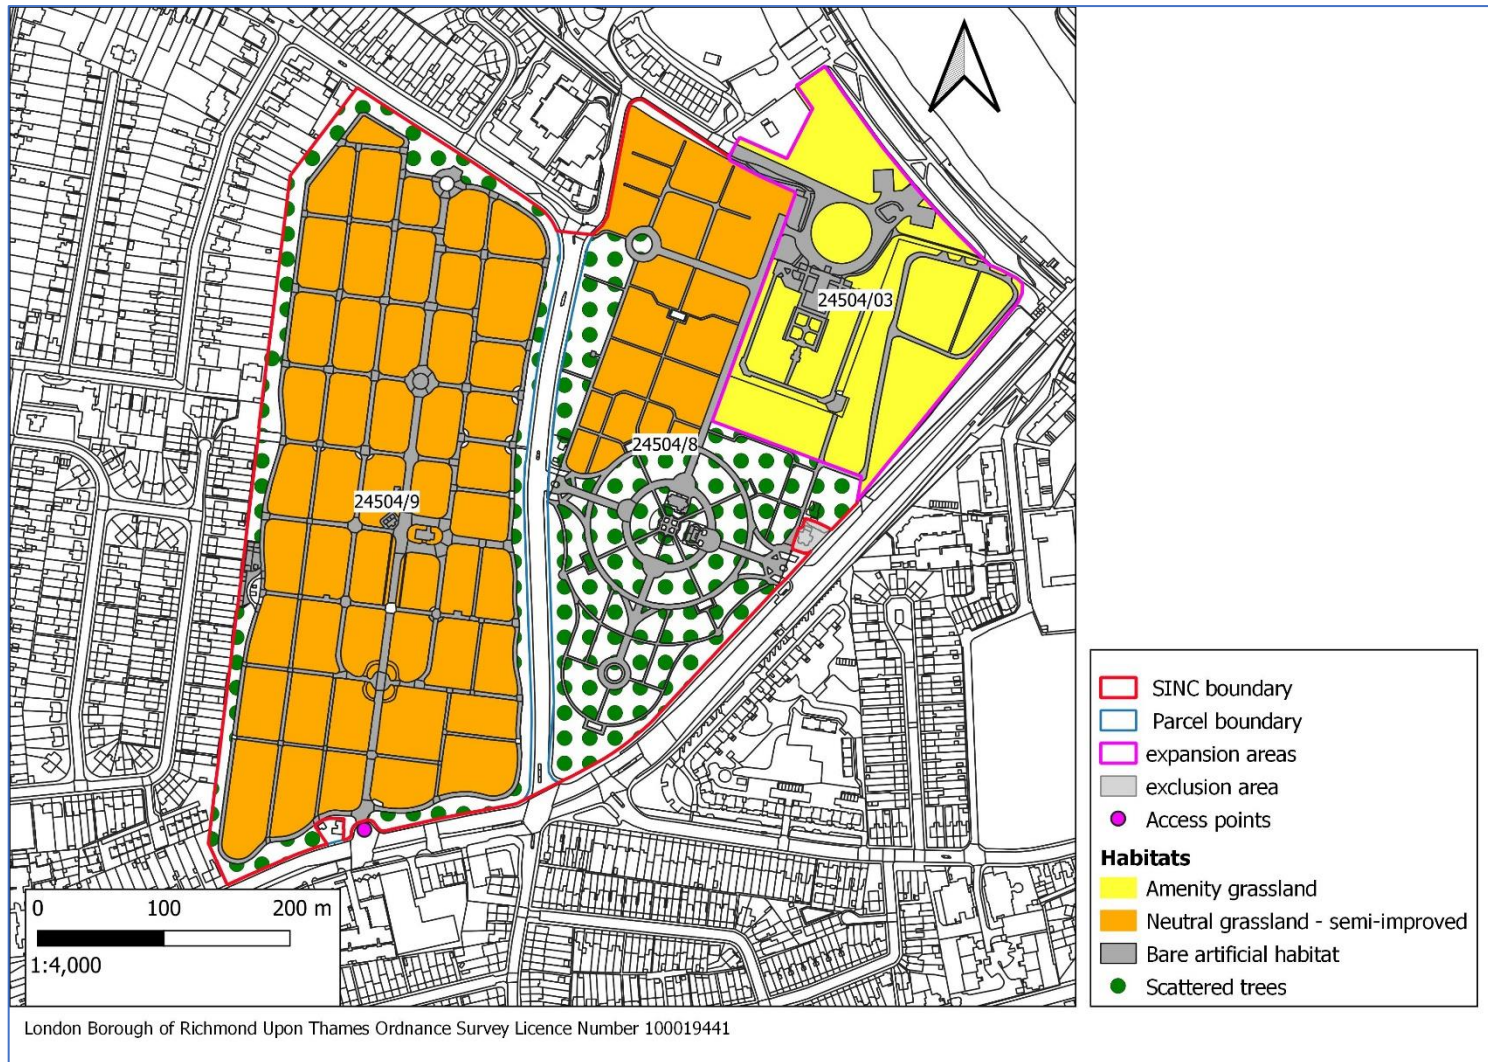 24504/03
24504/8
24504/9
SINC boundary
Parcel boundary
expansion areas
exclusion area
Access points
Habitats
Amenity grassland
Neutral grassland - semi-improved
Bare artificial habitat
Scattered trees
0 100 200 m
1:4,000
London Borough of Richmond Upon Thames Ordnance Survey Licence Number 100019441